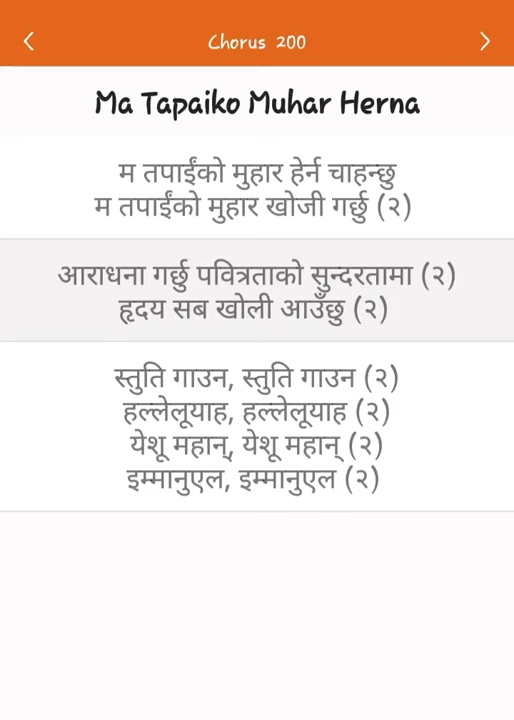 Chorus 200
Ma Tapaiko Muhar Herna
म तपाईंको मुहार हेर्न चाहन्छु
म तपाईंको मुहार खोजी गर्छु (२)
आराधना गर्छु पवित्रताको सुन्दरतामा (२)
हृदय सब खोली आउँछु (२)
स्तुति गाउन, स्तुति गाउन (२)
हल्लेलूयाह, हल्लेलूयाह (२)
येशू महान्, येशू महान् (२)
इम्मानुएल, इम्मानुएल (२)